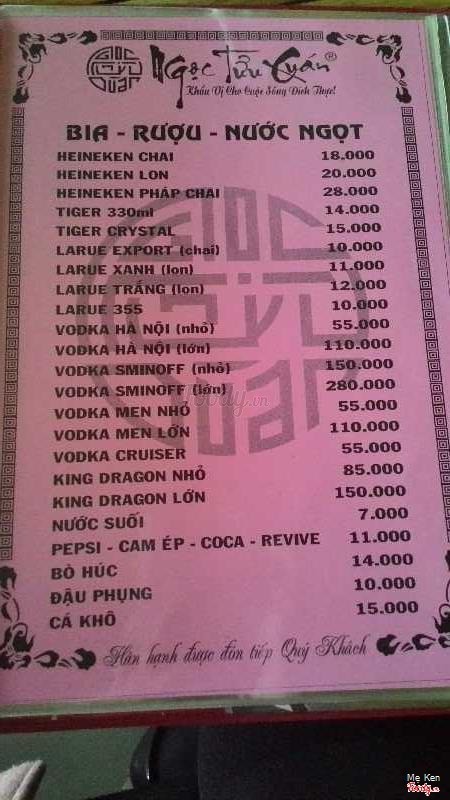 Ngọc Tửu Quán®
Khẩu Vị Cho Cuộc Sống Đích Thực!
BIA - RƯỢU - NƯỚC NGỌT
HEINEKEN CHAI 18.000
HEINEKEN LON 20.000
HEINEKEN PHÁP CHAI 28.000
TIGER 330ml 14.000
TIGER CRYSTAL 15.000
LARUE EXPORT (chai) 10.000
LARUE XANH (lon) 11.000
LARUE TRẮNG (lon) 12.000
LARUE 355 10.000
VODKA HÀ NỘI (nhỏ) 55.000
VODKA HÀ NỘI (lớn) 110.000
VODKA SMINOFF (nhỏ) 150.000
VODKA SMINOFF (lớn) 280.000
VODKA MEN NHỎ 55.000
VODKA MEN LỚN 110.000
VODKA CRUISER 55.000
KING DRAGON NHỎ 85.000
KING DRAGON LỚN 150.000
NƯỚC SUỐI 7.000
PEPSI - CAM ÉP - COCA - REVIVE 11.000
BÒ HÚC 14.000
ĐẬU PHỤNG 10.000
CÁ KHÔ 15.000
Hân hạnh được đón tiếp Quý Khách
Foody.vn
Me Ken
Foody.vn